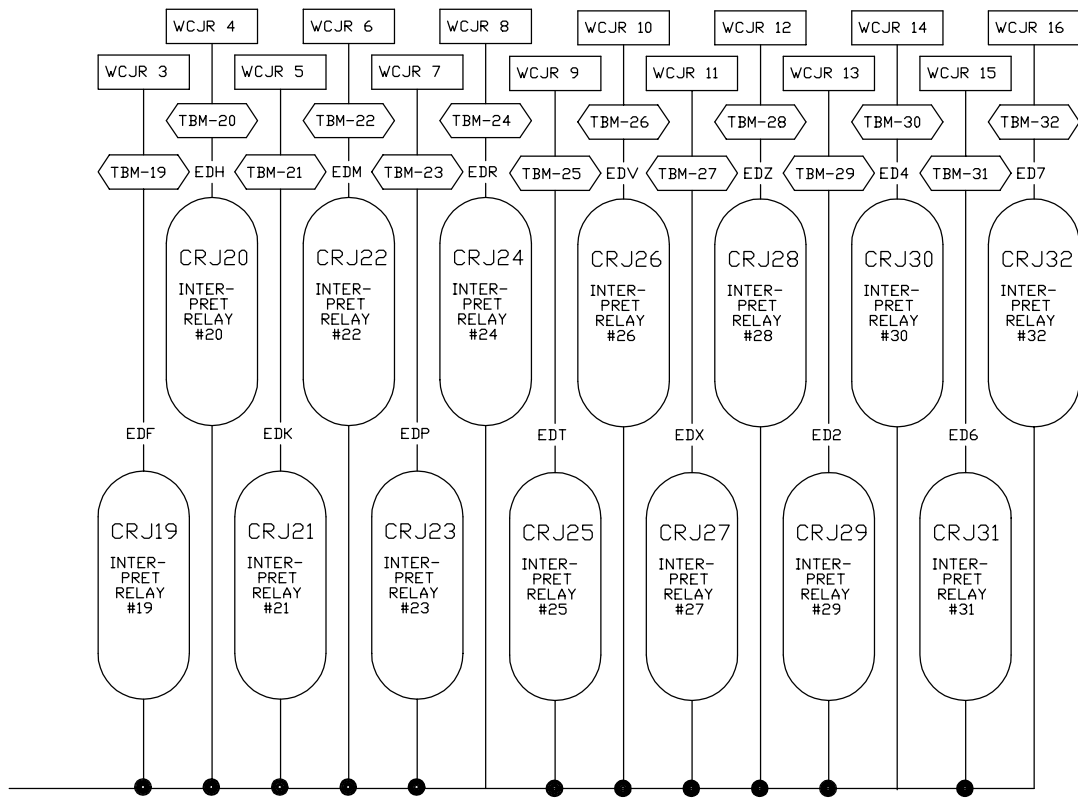 WCJR 4
WCJR 6
WCJR 8
WCJR 10
WCJR 12
WCJR 14
WCJR 16
WCJR 3
WCJR 5
WCJR 7
WCJR 9
WCJR 11
WCJR 13
WCJR 15
TBM-20
TBM-22
TBM-24
TBM-26
TBM-28
TBM-30
TBM-32
TBM-19
EDH
TBM-21
EDM
TBM-23
EDR
TBM-25
EDV
TBM-27
EDZ
TBM-29
ED4
TBM-31
ED7
CRJ20
INTER-
PRET
RELAY
#20
CRJ22
INTER-
PRET
RELAY
#22
CRJ24
INTER-
PRET
RELAY
#24
CRJ26
INTER-
PRET
RELAY
#26
CRJ28
INTER-
PRET
RELAY
#28
CRJ30
INTER-
PRET
RELAY
#30
CRJ32
INTER-
PRET
RELAY
#32
EDF
EDK
EDP
EDT
EDX
ED2
ED6
CRJ19
INTER-
PRET
RELAY
#19
CRJ21
INTER-
PRET
RELAY
#21
CRJ23
INTER-
PRET
RELAY
#23
CRJ25
INTER-
PRET
RELAY
#25
CRJ27
INTER-
PRET
RELAY
#27
CRJ29
INTER-
PRET
RELAY
#29
CRJ31
INTER-
PRET
RELAY
#31